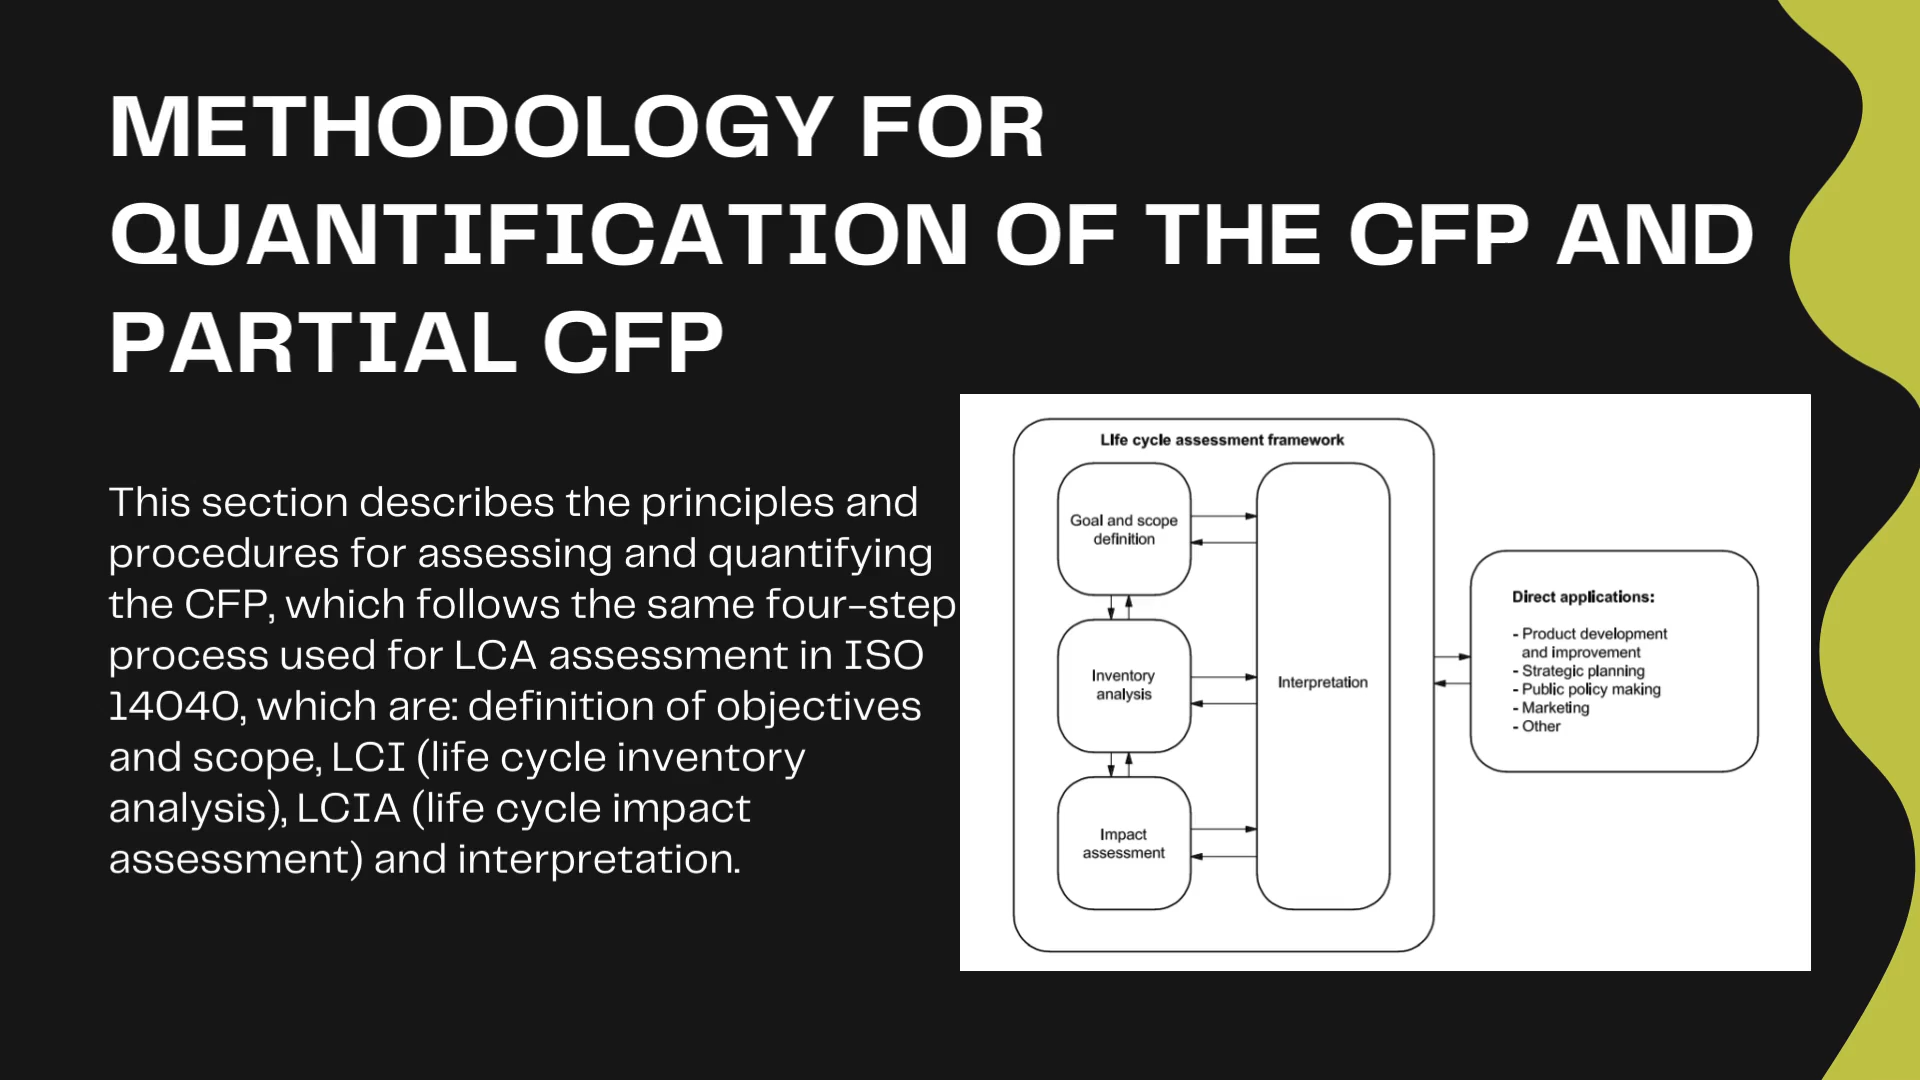 METHODOLOGY FOR
QUANTIFICATION OF THE CFP AND
PARTIAL CFP
This section describes the principles and
procedures for assessing and quantifying
the CFP, which follows the same four-step
process used for LCA assessment in ISO
14040, which are: definition of objectives
and scope, LCI (life cycle inventory
analysis), LCIA (life cycle impact
assessment) and interpretation.
LIfe cycle assessment framework
Goal and scope
definition
Inventory
analysis
Impact
assessment
Interpretation
Direct applications:
- Product development
and improvement
- Strategic planning
- Public policy making
- Marketing
- Other